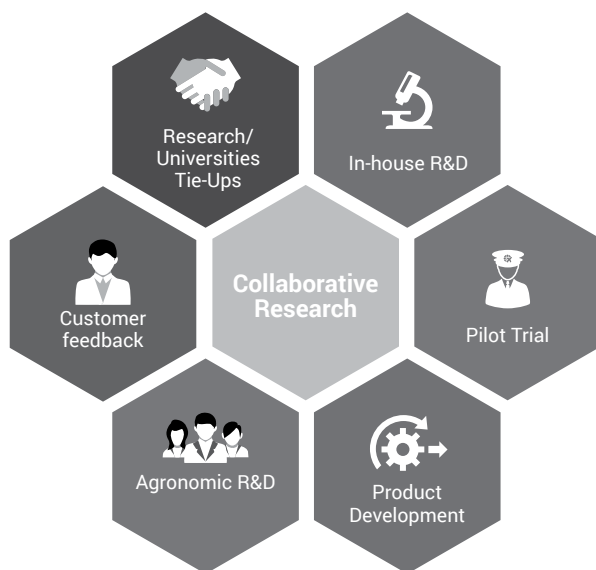 Research/
Universities
Tie-Ups
In-house R&D
Customer
feedback
Collaborative
Research
Pilot Trial
Agronomic R&D
Product
Development